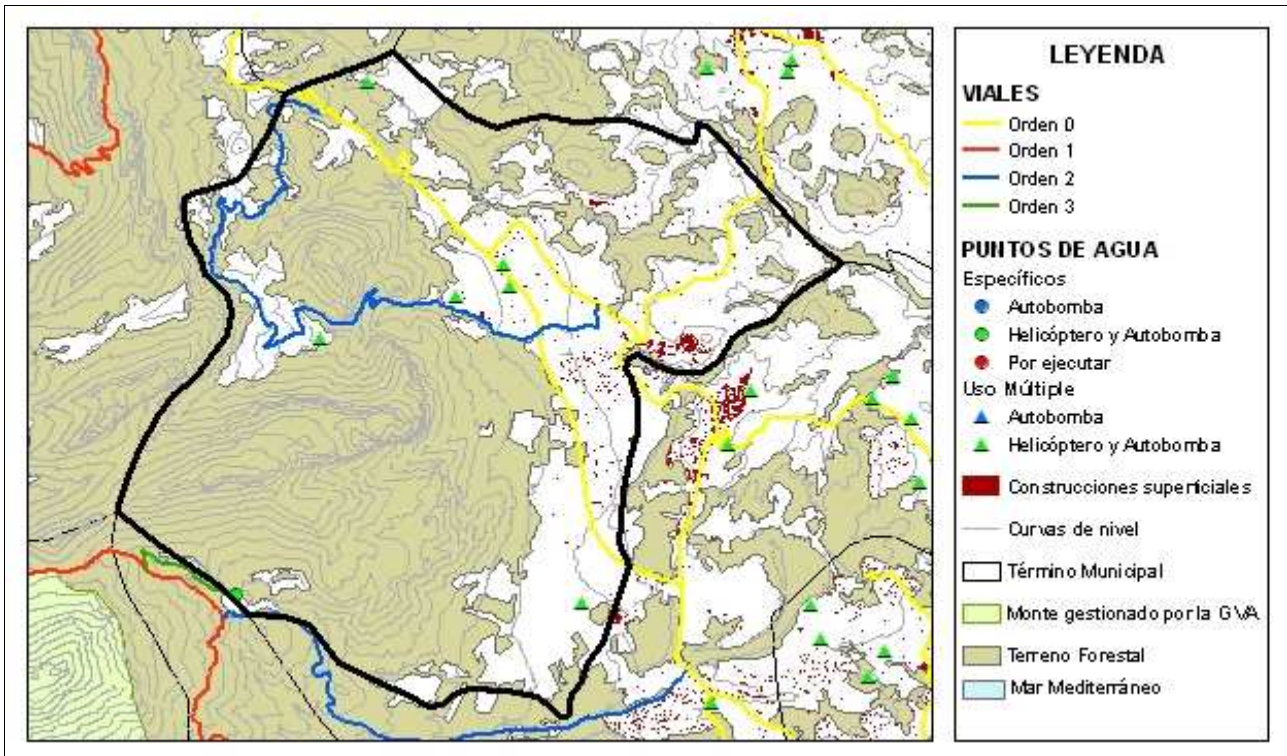 LEYENDA
VIALES
Orden 0
Orden 1
Orden 2
Orden 3
PUNTOS DE AGUA
Específicos
Autobomba
Helicóptero y Autobomba
Por ejecutar
Uso Múltiple
Autobomba
Helicóptero y Autobomba
Construcciones superficiales
Curvas de nivel
Término Municipal
Monte gestionado por la GVA
Terreno Forestal
Mar Mediterráneo